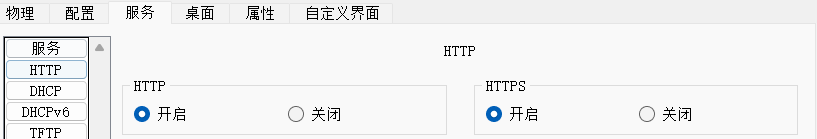 物理 配置 服务 桌面 属性 自定义界面
服务
HTTP
HTTP
DHCP
DHCPv6
TFTP
HTTP
开启 关闭
HTTPS
开启 关闭